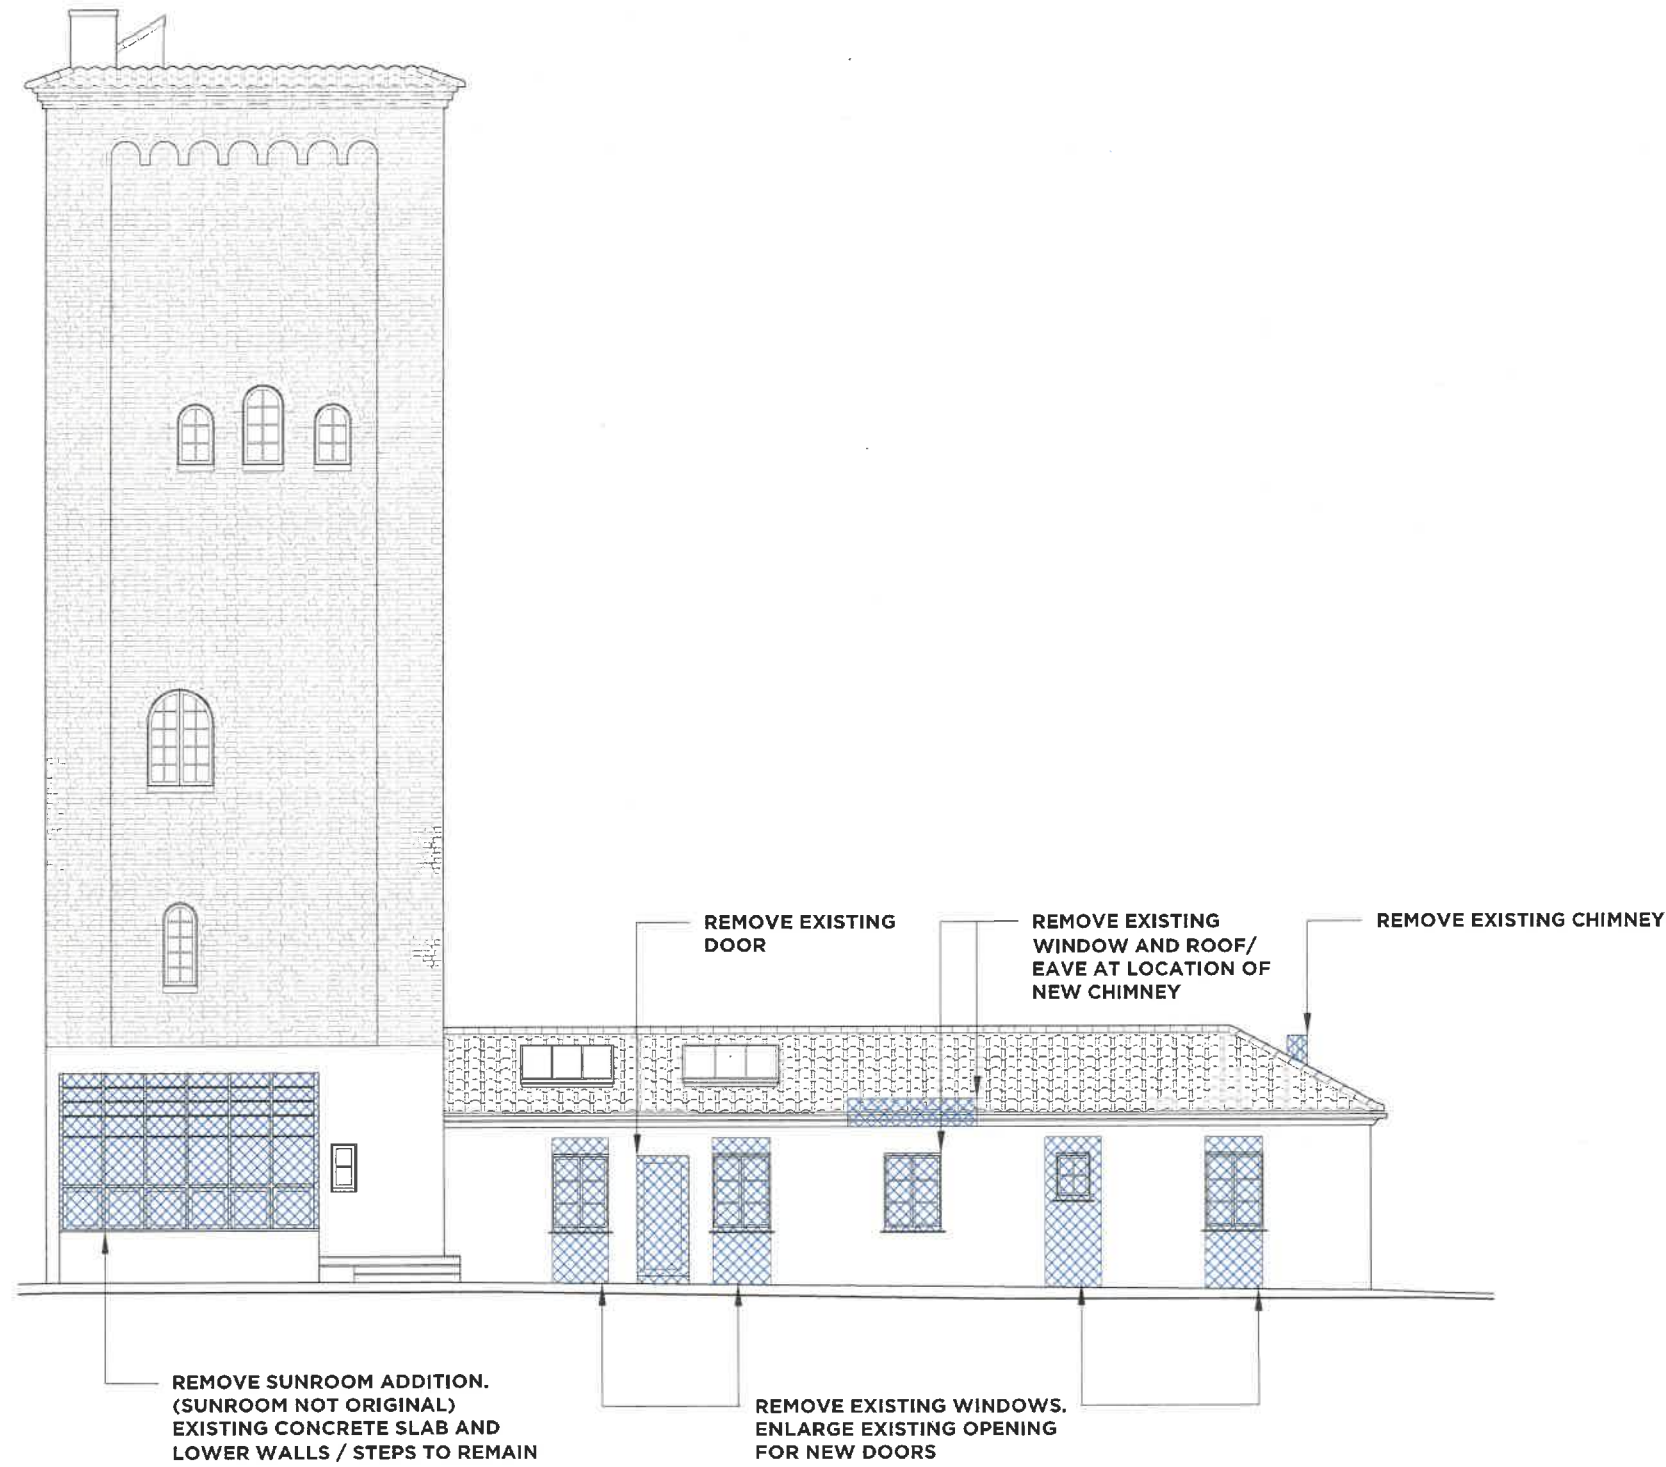 REMOVE EXISTING
DOOR
REMOVE EXISTING
WINDOW AND ROOF/
EAVE AT LOCATION OF
NEW CHIMNEY
REMOVE EXISTING CHIMNEY
REMOVE SUNROOM ADDITION.
(SUNROOM NOT ORIGINAL)
EXISTING CONCRETE SLAB AND
LOWER WALLS / STEPS TO REMAIN
REMOVE EXISTING WINDOWS.
ENLARGE EXISTING OPENING
FOR NEW DOORS